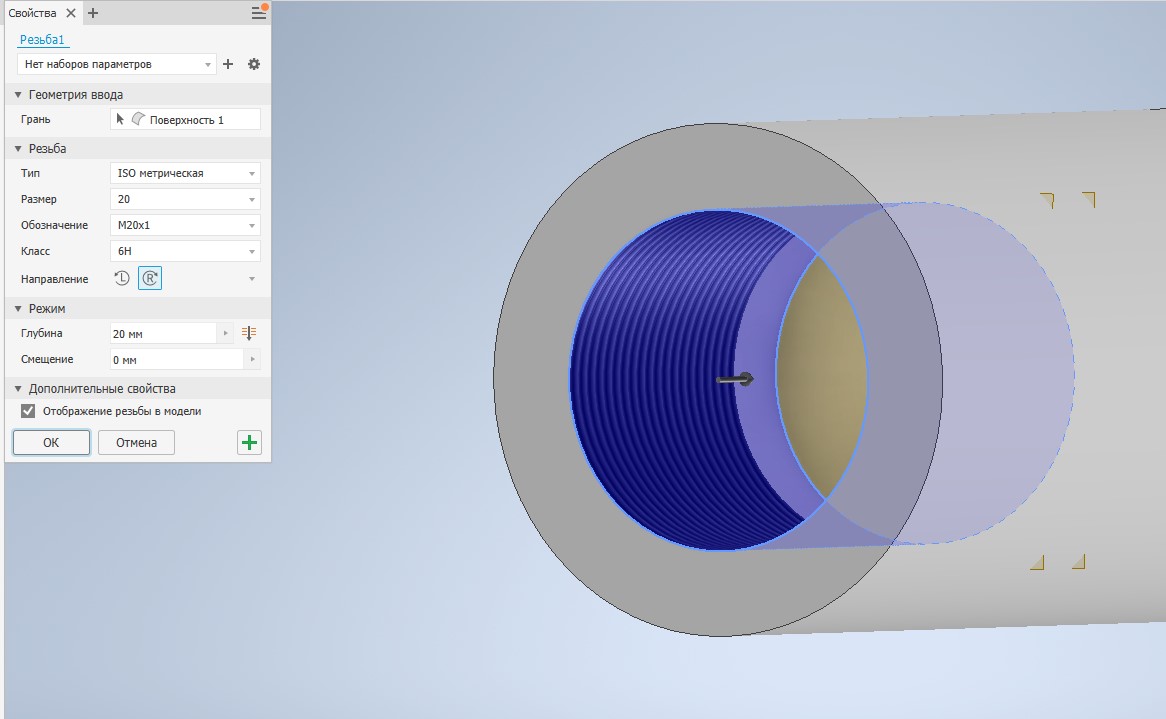 Свойства
Резьба1
Нет наборов параметров
Геометрия ввода
Грань Поверхность 1
Резьба
Тип ISO метрическая
Размер 20
Обозначение M20x1
Класс 6H
Направление L R
Режим
Глубина 20 мм
Смещение 0 мм
Дополнительные свойства
Отображение резьбы в модели
ОК Отмена